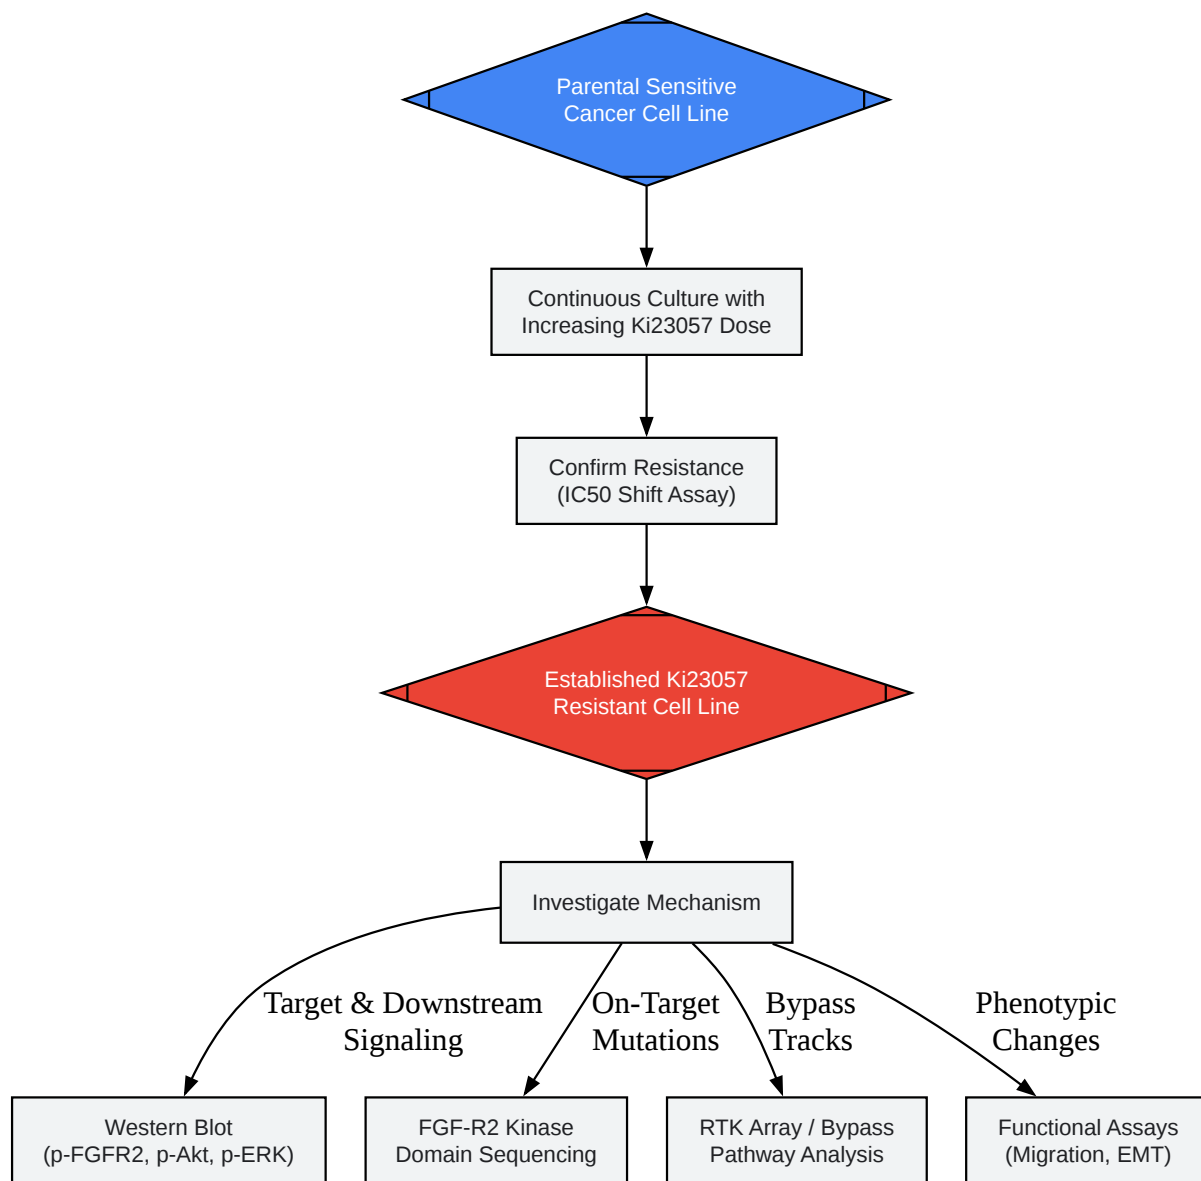 Parental Sensitive
Cancer Cell Line
Continuous Culture with
Increasing Ki23057 Dose
Confirm Resistance
(IC50 Shift Assay)
Established Ki23057
Resistant Cell Line
Investigate Mechanism
Target & Downstream
Signaling
On-Target
Mutations
Bypass
Tracks
Phenotypic
Changes
Western Blot
(p-FGFR2, p-Akt, p-ERK)
FGF-R2 Kinase
Domain Sequencing
RTK Array / Bypass
Pathway Analysis
Functional Assays
(Migration, EMT)